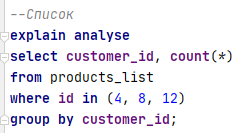 --Список
explain analyse
select customer_id, count(*)
from products_list
where id in (4, 8, 12)
group by customer_id;